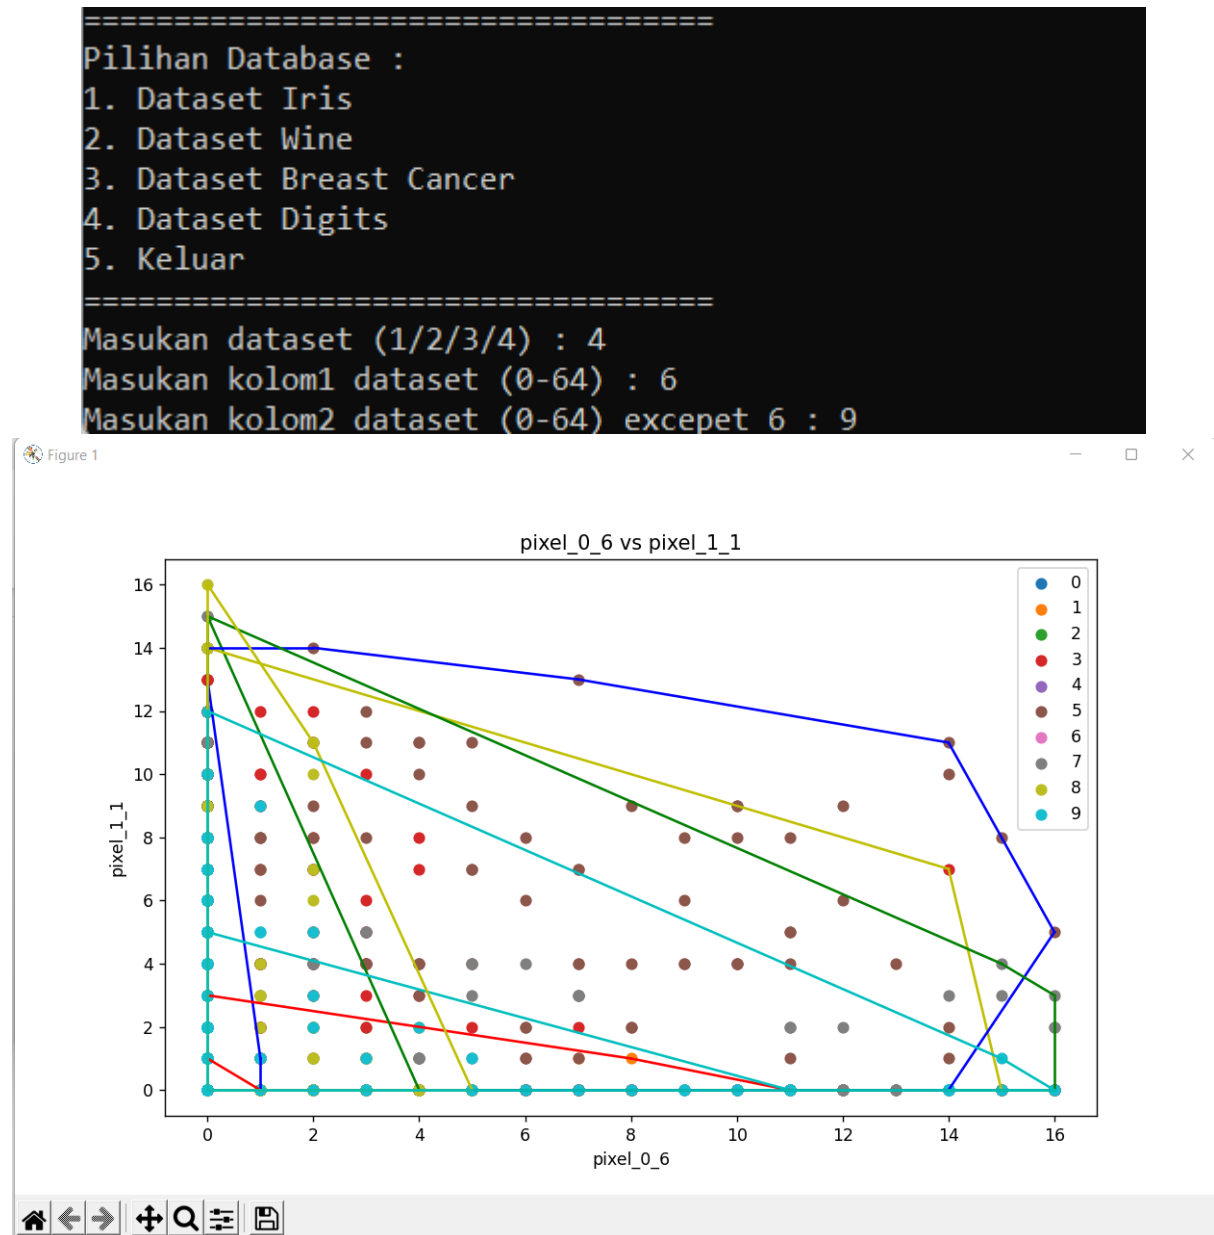 ===================================
Pilihan Database :
1. Dataset Iris
2. Dataset Wine
3. Dataset Breast Cancer
4. Dataset Digits
5. Keluar
===================================
Masukan dataset (1/2/3/4) : 4
Masukan kolom1 dataset (0-64) : 6
Masukan kolom2 dataset (0-64) excepet 6 : 9
Figure 1
pixel_0_6 vs pixel_1_1
16
14
12
10
8
6
4
2
0
pixel_1_1
0
1
2
3
4
5
6
7
8
9
0 2 4 6 8 10 12 14 16
pixel_0_6